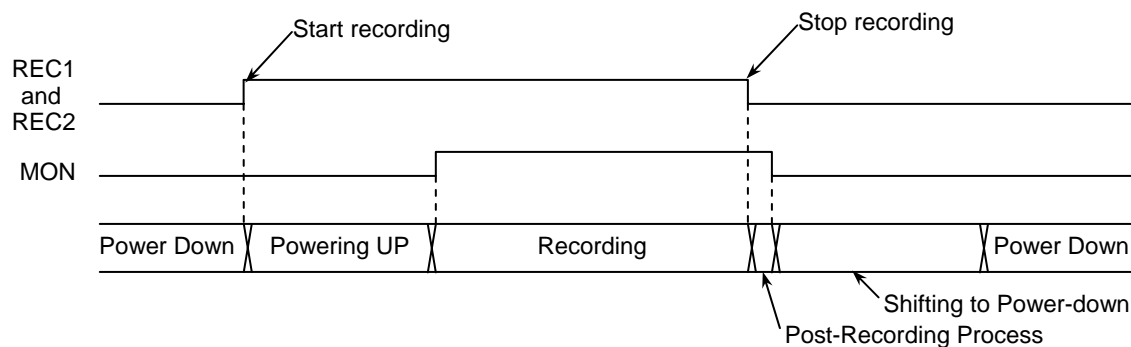 Start recording
Stop recording
REC1
and
REC2
MON
Power Down
Powering UP
Recording
Power Down
Shifting to Power-down
Post-Recording Process